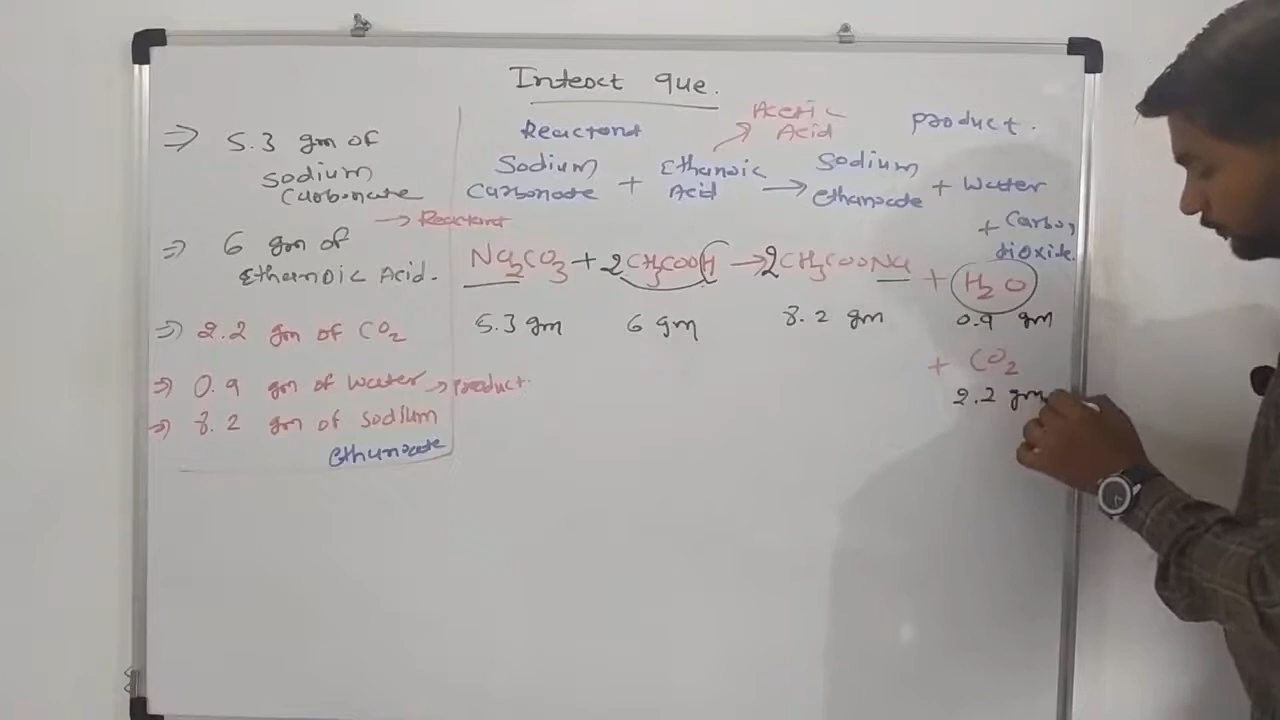 Inteoct que.
⇒ 5.3 gm of
sodium
Carbonate
→ Reactant
⇒ 6 gm of
Ethanoic Acid.
⇒ 2.2 gm of CO2
⇒ 0.9 gm of water → product.
⇒ 8.2 gm of sodium
ethanoate
Reactand
→ Acetic
Acid
product.
Sodium
Carbonate + Ethanoic
Acid → Sodium
ethanoate + Water
+ Carbon
dioxide.
Na2CO3 + 2CH3COOH → 2CH3COONa + H2O
5.3 gm 6 gm 8.2 gm 0.9 gm
+ CO2
2.2 gm